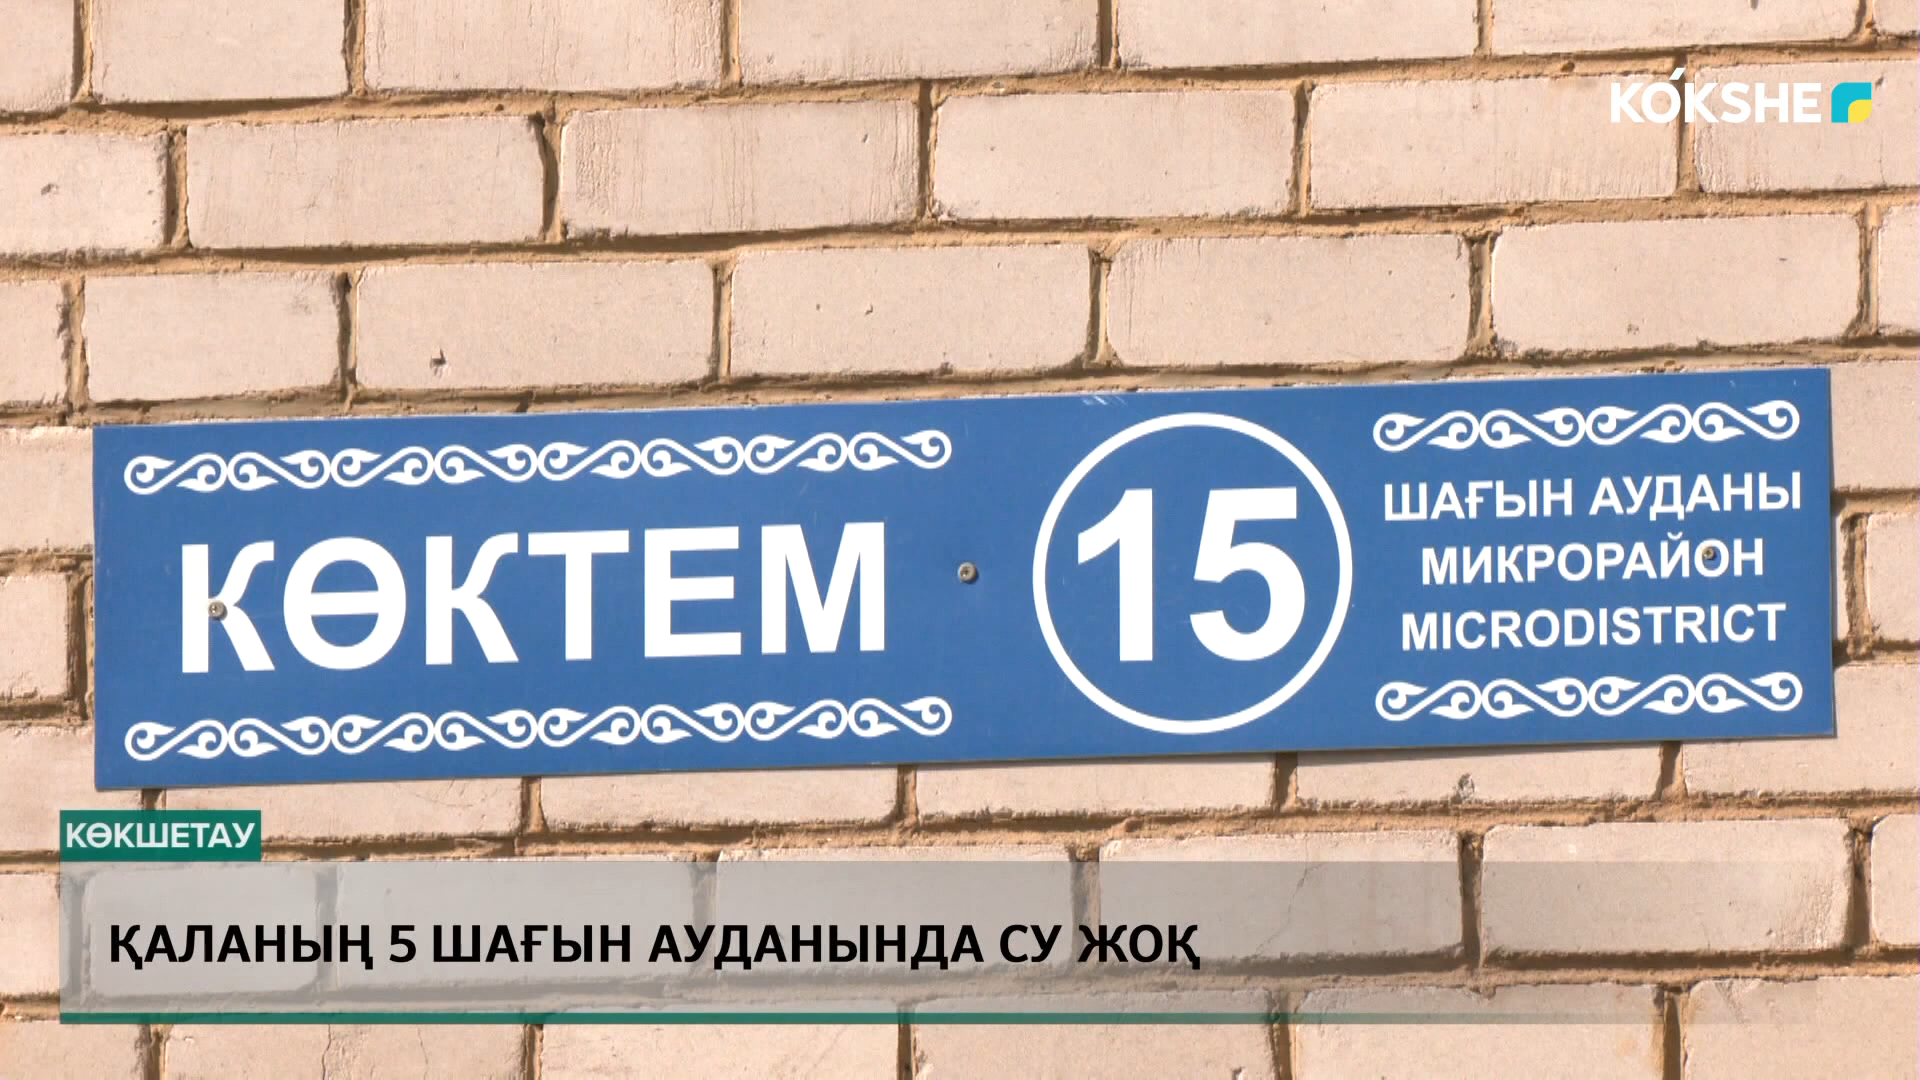 KÓKSHE
КӨКТЕМ
15
ШАҒЫН АУДАНЫ
МИКРОРАЙОН
MICRODISTRICT
КӨКШЕТАУ
ҚАЛАНЫҢ 5 ШАҒЫН АУДАНЫНДА СУ ЖОҚ